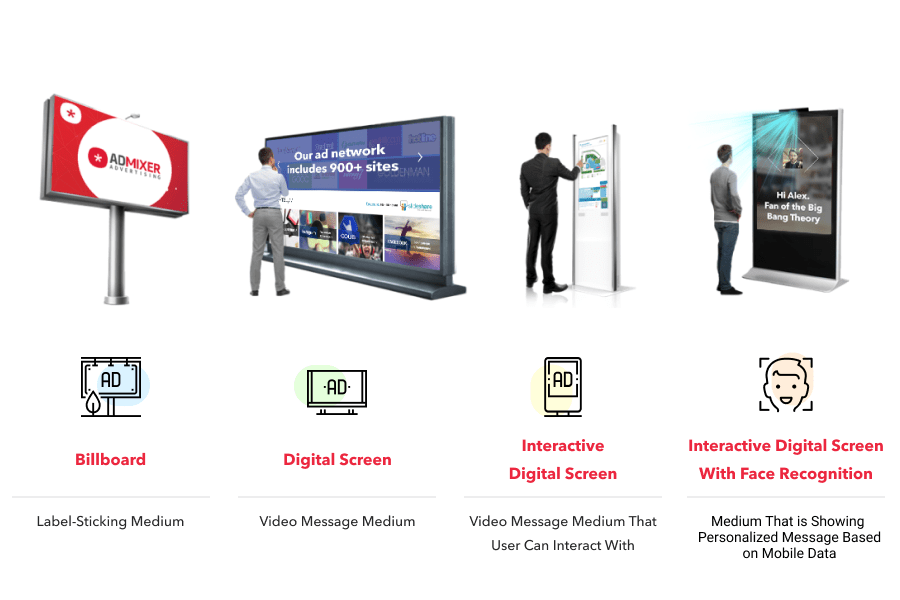 ADMIXER
ADVERTISING
Our ad network
includes 900+ sites
Hi Alex.
Fan of the Big
Bang Theory
AD
AD
AD
Billboard
Digital Screen
Interactive
Digital Screen
Interactive Digital Screen
With Face Recognition
Label-Sticking Medium
Video Message Medium
Video Message Medium That
User Can Interact With
Medium That is Showing
Personalized Message Based
on Mobile Data